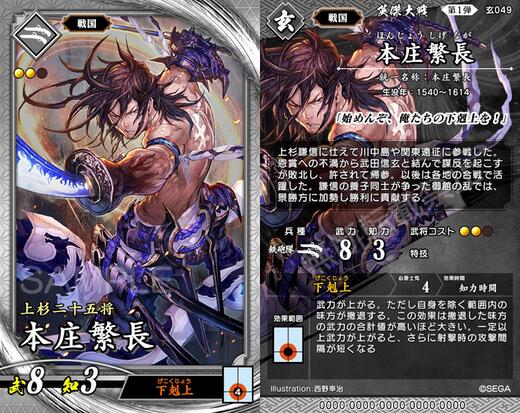 戦国
SAMPLE
上杉二十五将
本庄繁長
武8 知3
げこくじょう
下剋上
4
玄
戦国
英傑大戦
第1弾
玄049
ほんじょう しげ なが
本庄繁長
統一名称:本庄繁長
生没年:1540~1614
「始めんぞ、俺たちの下剋上を!」
上杉謙信に仕えて川中島や関東遠征に参戦した。
恩賞への不満から武田信玄と結んで謀反を起こす
が敗北し、許されて帰参。以後は各地の合戦で活
躍した。謙信の養子同士が争った御館の乱では、
景勝方に加勢し勝利に貢献する。
兵種 武力 知力 武将コスト
鉄砲隊 8 3 特技
げこくじょう
下剋上
必要士気
4
効果時間
知力時間
効果範囲
武力が上がる。ただし自身を除く範囲内の
味方が撤退する。この効果は撤退した味方
の武力の合計値が高いほど大きい。一定以
上武力が上がると、さらに射撃時の攻撃間
隔が短くなる
Illustration:西野幸治
©SEGA
0000 0000 0000 0000 0000 0000